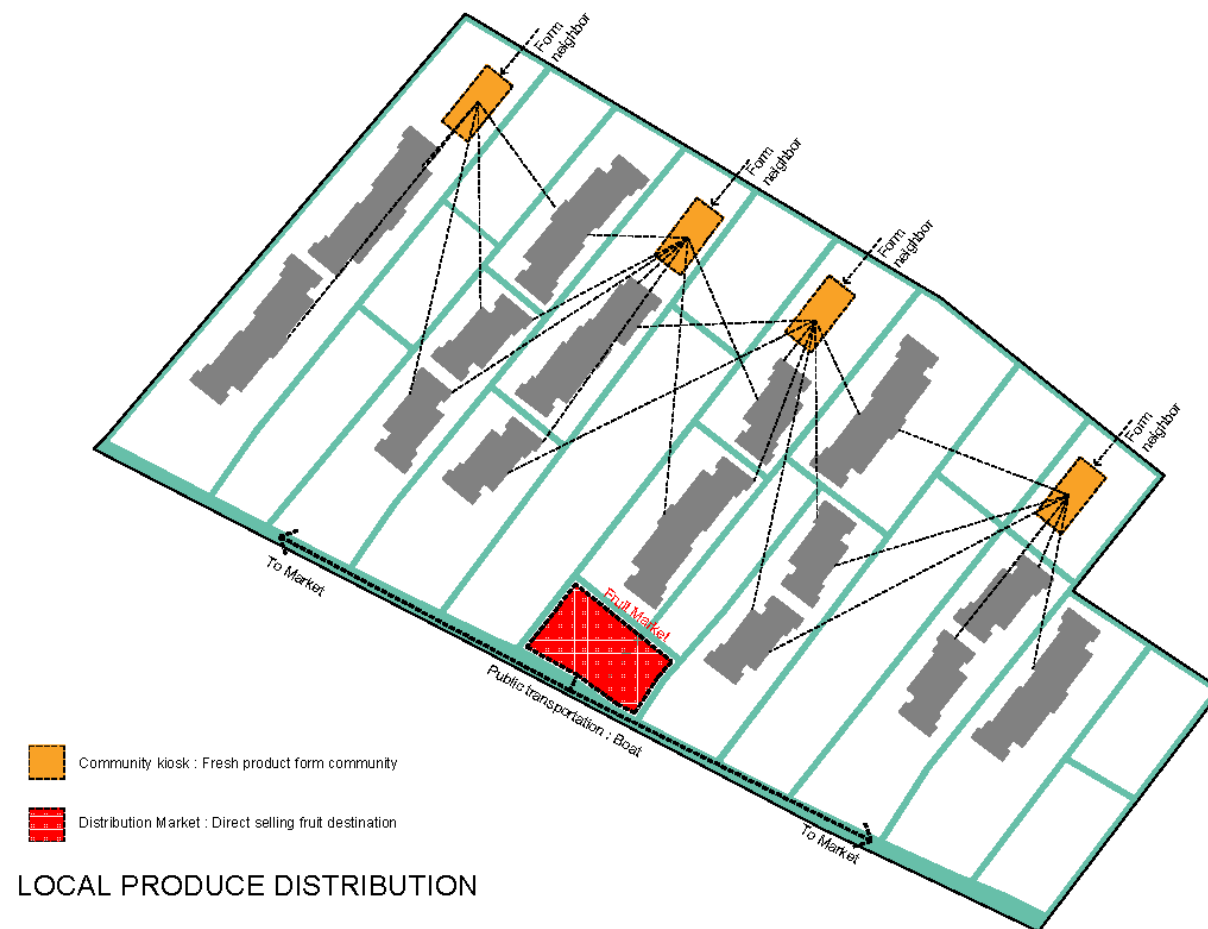 Form
neighbor
Form
neighbor
Form
neighbor
Form
neighbor
To Market
Fruit Market
Public transportation : Boat
To Market
Community kiosk : Fresh product form community
Distribution Market : Direct selling fruit destination
LOCAL PRODUCE DISTRIBUTION